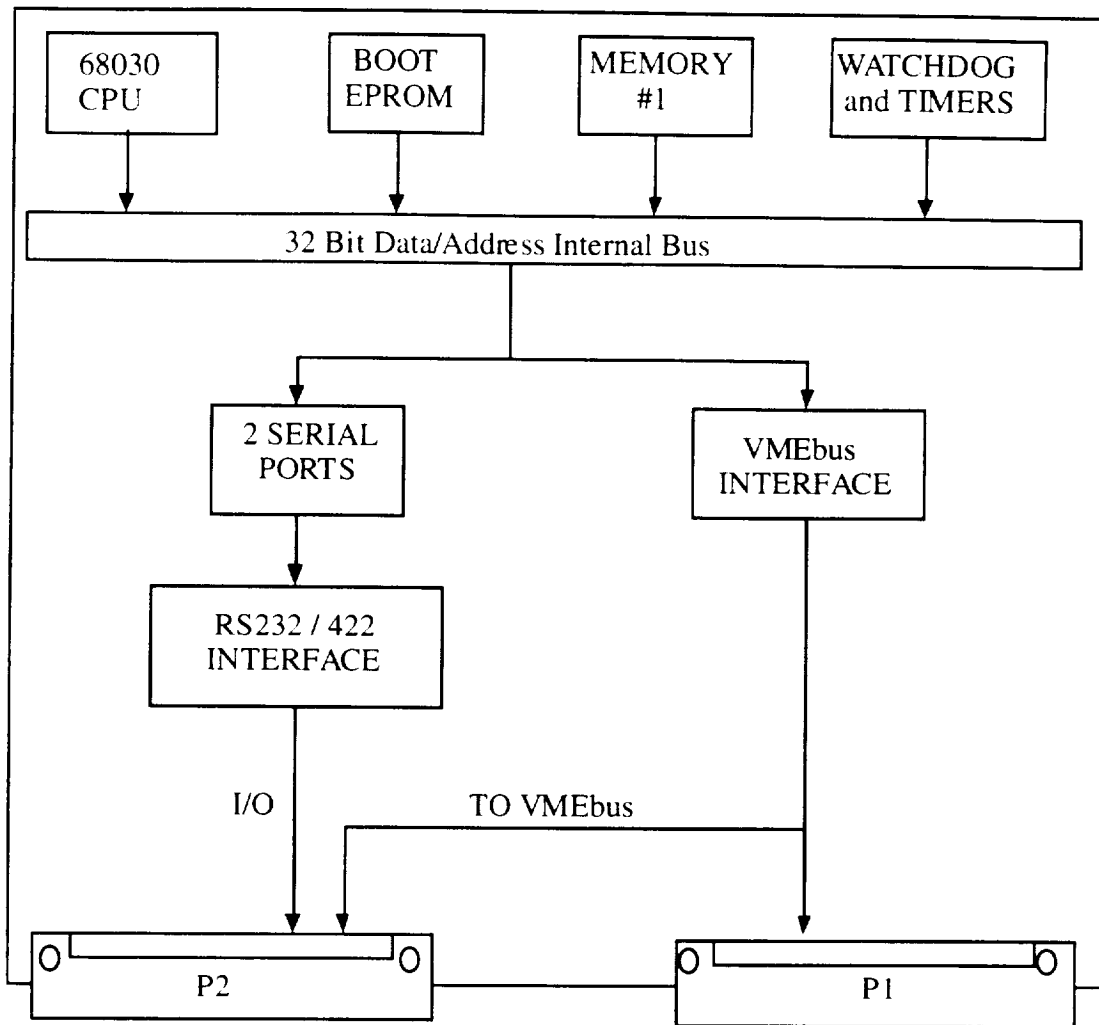 68030
CPU
BOOT
EPROM
MEMORY
#1
WATCHDOG
and TIMERS
32 Bit Data/Address Internal Bus
2 SERIAL
PORTS
VMEbus
INTERFACE
RS232 / 422
INTERFACE
I/O
TO VMEbus
P2
P1